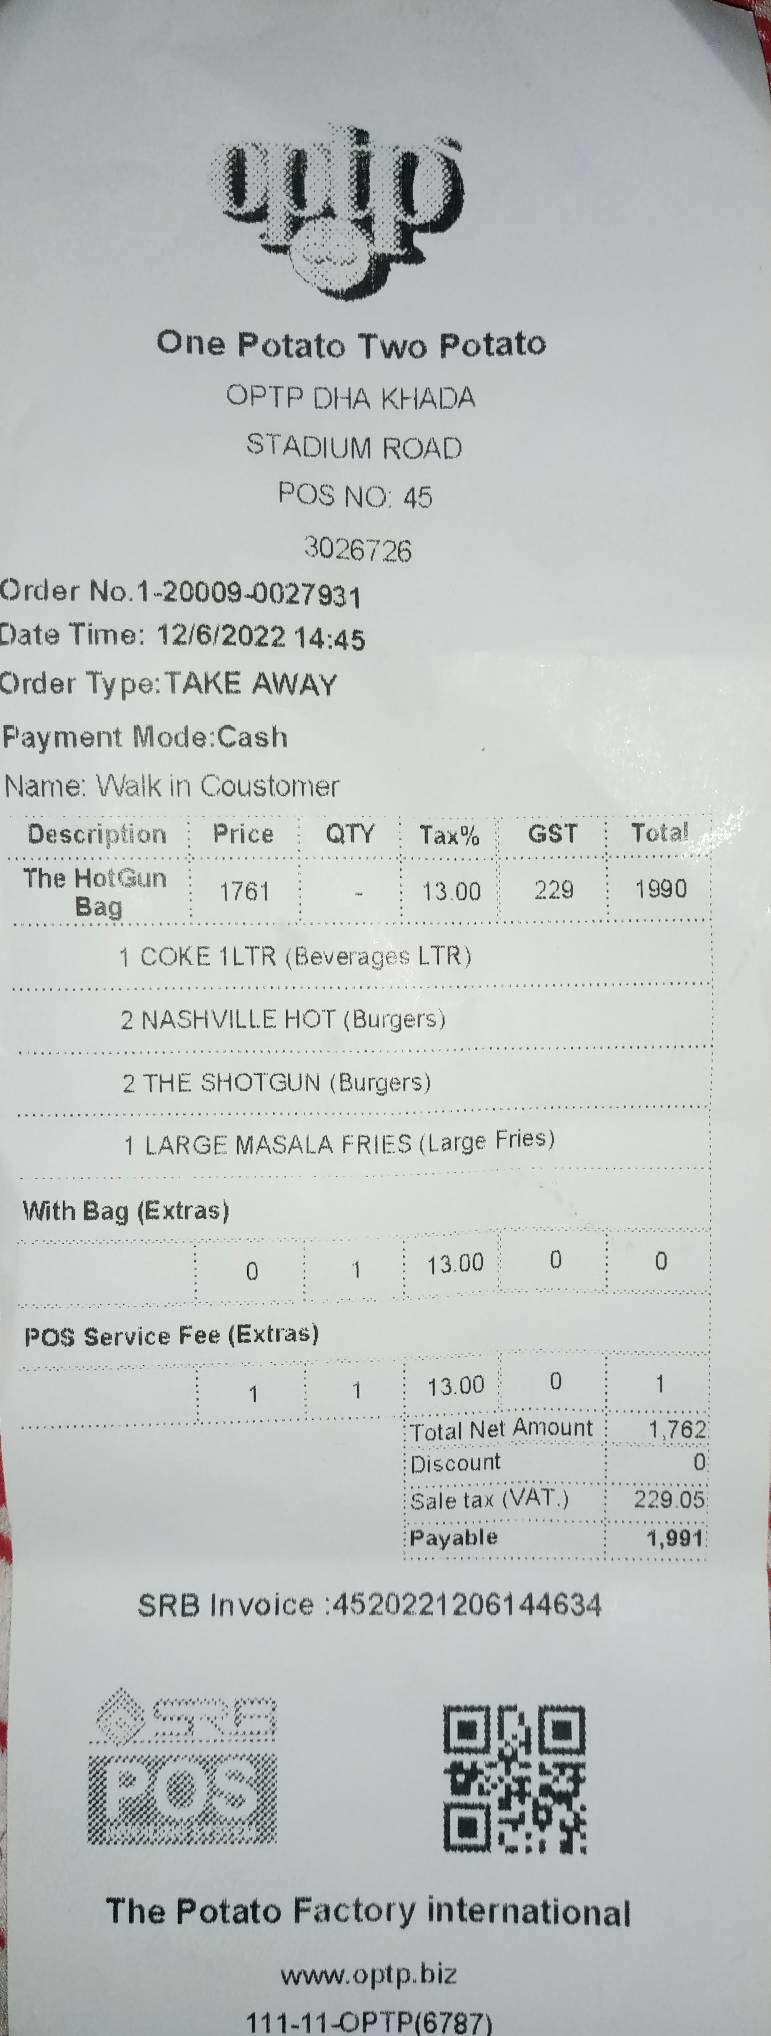 optp
One Potato Two Potato
OPTP DHA KHADA
STADIUM ROAD
POS NO: 45
3026726
Order No.1-20009-0027931
Date Time: 12/6/2022 14:45
Order Type:TAKE AWAY
Payment Mode:Cash
Name: Walk in Coustomer
Description Price QTY Tax% GST Total
The HotGun Bag 1761 - 13.00 229 1990
1 COKE 1LTR (Beverages LTR)
2 NASHVILLE HOT (Burgers)
2 THE SHOTGUN (Burgers)
1 LARGE MASALA FRIES (Large Fries)
With Bag (Extras)
0 1 13.00 0 0
POS Service Fee (Extras)
1 1 13.00 0 1
Total Net Amount 1,762
Discount 0
Sale tax (VAT.) 229.05
Payable 1,991
SRB Invoice :4520221206144634
SRB
POS
The Potato Factory international
www.optp.biz
111-11-OPTP(6787)